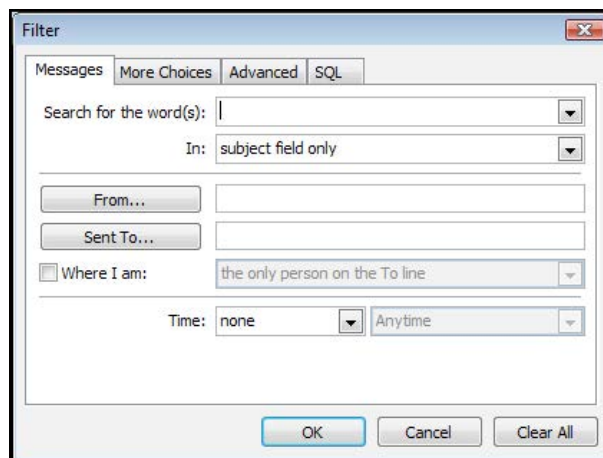 Filter
Messages More Choices Advanced SQL
Search for the word(s):
In: subject field only
From...
Sent To...
Where I am: the only person on the To line
Time: none Anytime
OK Cancel Clear All